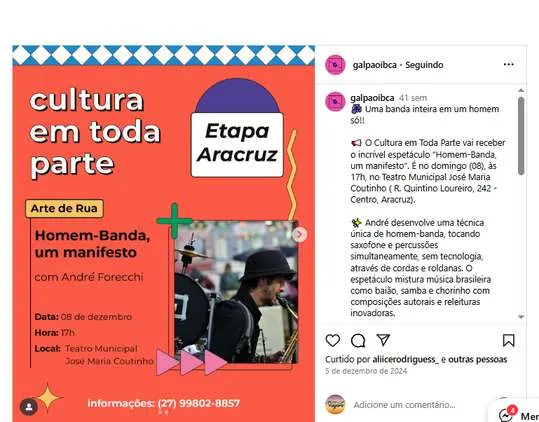 cultura
em toda
parte
Etapa
Aracruz
Arte de Rua
Homem-Banda,
um manifesto
com André Forecchi
Data: 08 de dezembro
Hora: 17h
Local: Teatro Municipal
José Maria Coutinho
informações: (27) 99802-8857
galpaoibca • Seguindo
galpaoibca 41 sem
Uma banda inteira em um homem
só!!
O Cultura em Toda Parte vai receber
o incrível espetáculo "Homem-Banda,
um manifesto". É no domingo (08), às
17h, no Teatro Municipal José Maria
Coutinho ( R. Quintino Loureiro, 242 -
Centro, Aracruz).
André desenvolve uma técnica
única de homem-banda, tocando
saxofone e percussões
simultaneamente, sem tecnologia,
através de cordas e roldanas. O
espetáculo mistura música brasileira
como baião, samba e chorinho com
composições autorais e releituras
inovadoras.
Curtido por aliicerodriguess_ e outras pessoas
5 de dezembro de 2024
Adicione um comentário...
4
Mer